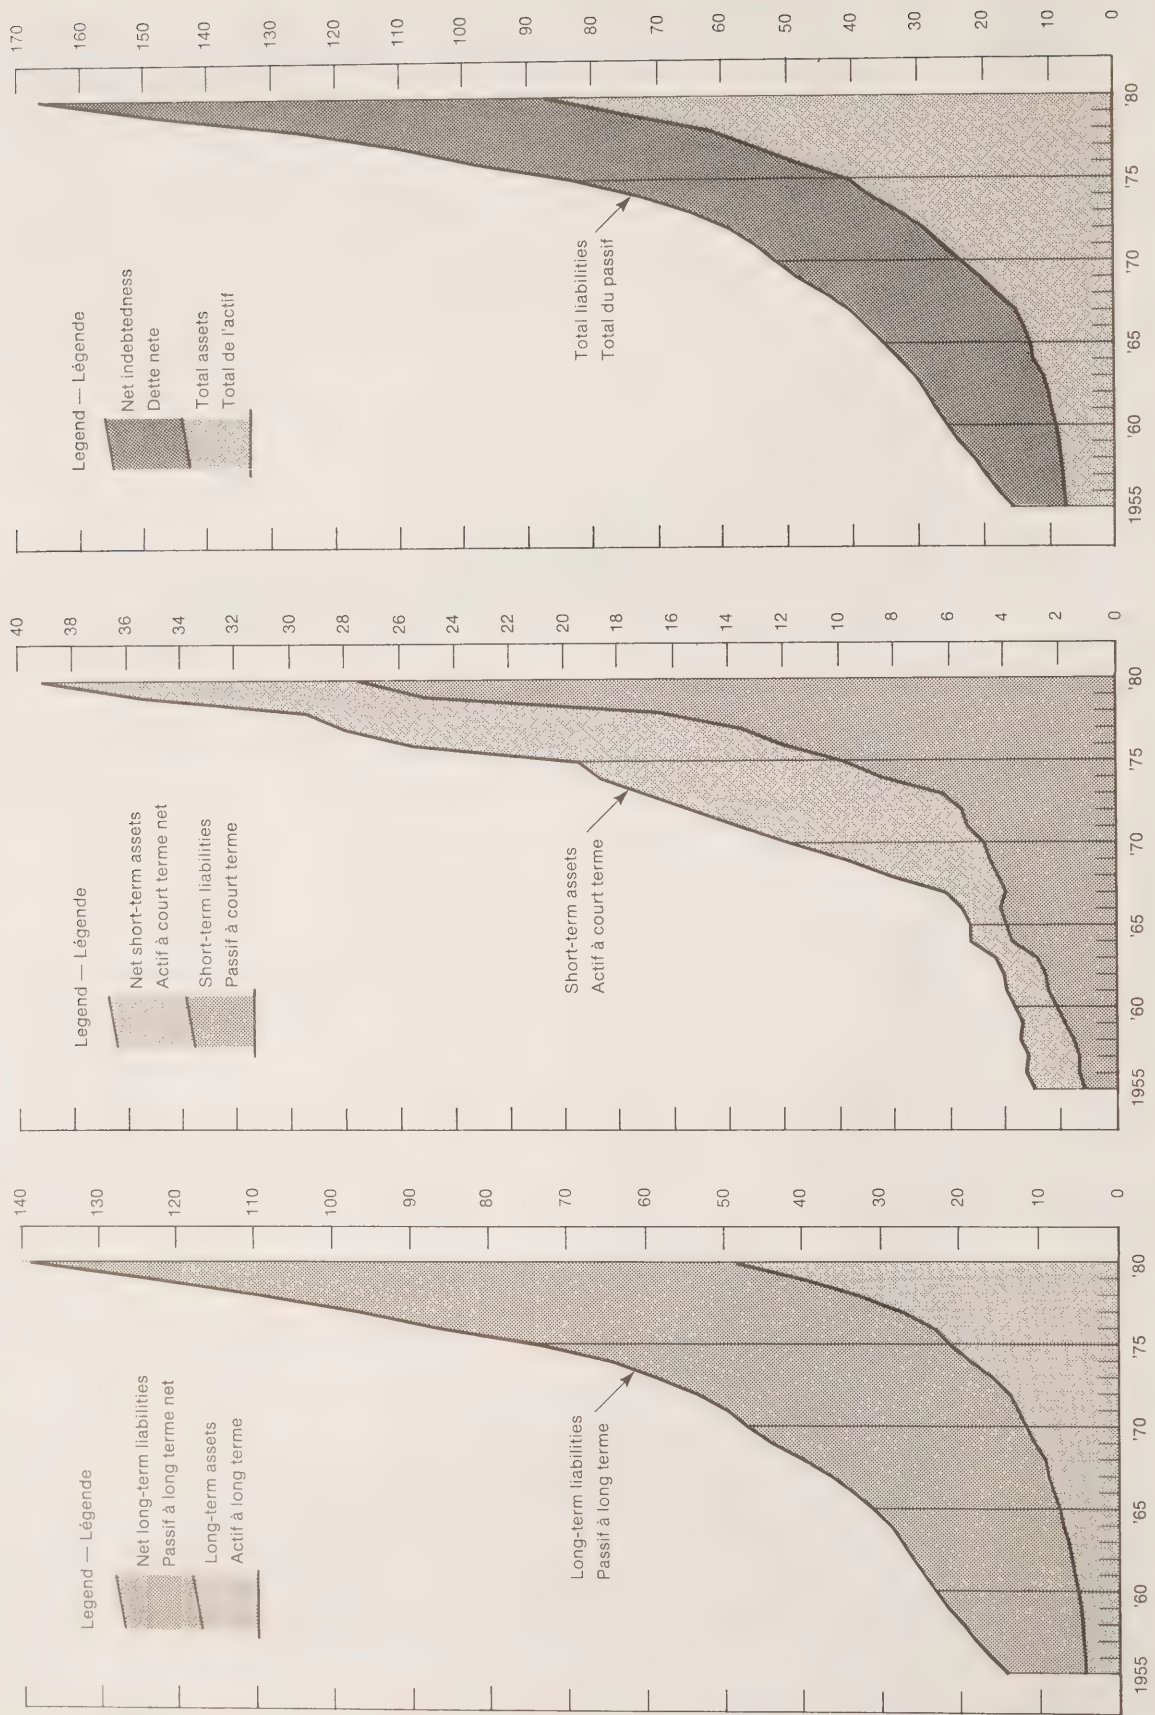 Legend — Légende
Net long-term liabilities
Passif à long terme net
Long-term assets
Actif à long terme
Long-term liabilities
Passif à long terme
140
130
120
110
100
90
80
70
60
50
40
30
20
10
0
1955 '60 '65 '70 '75 '80
Legend — Légende
Net short-term assets
Actif à court terme net
Short-term liabilities
Passif à court terme
Short-term assets
Actif à court terme
40
38
36
34
32
30
28
26
24
22
20
18
16
14
12
10
8
6
4
2
0
1955 '60 '65 '70 '75 '80
Legend — Légende
Net indebtedness
Dette nete
Total assets
Total de l'actif
Total liabilities
Total du passif
170
160
150
140
130
120
110
100
90
80
70
60
50
40
30
20
10
0
1955 '60 '65 '70 '75 '80